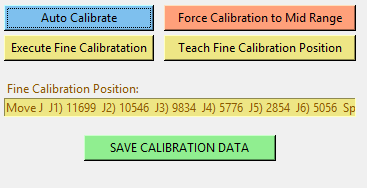 Auto Calibrate
Force Calibration to Mid Range
Execute Fine Calibratation
Teach Fine Calibration Position
Fine Calibration Position:
Move J J1) 11699 J2) 10546 J3) 9834 J4) 5776 J5) 2854 J6) 5056 Sp
SAVE CALIBRATION DATA